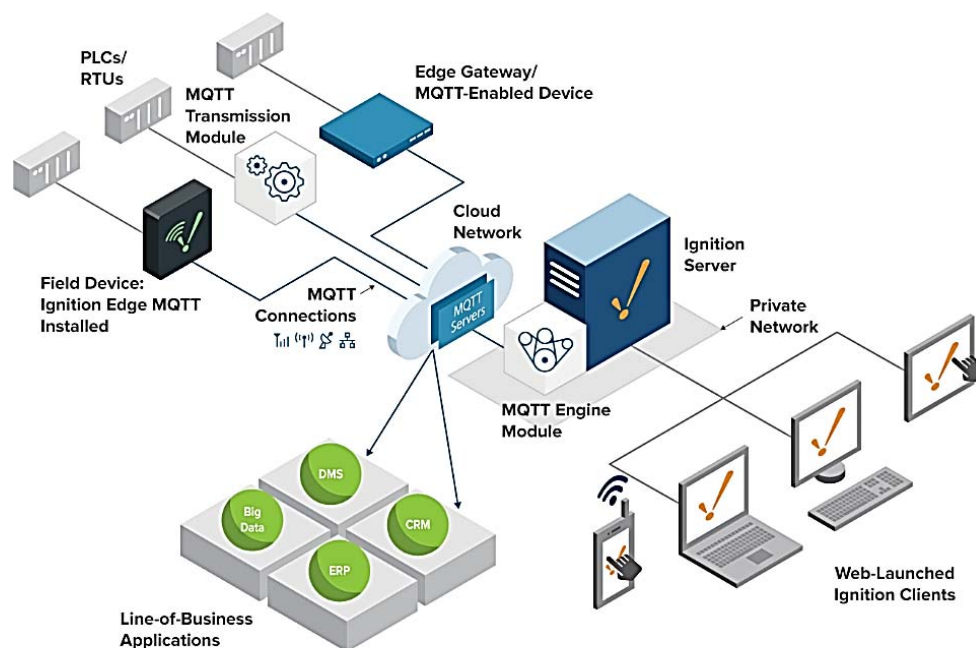 PLCs/
RTUs
MQTT
Transmission
Module
Edge Gateway/
MQTT-Enabled Device
Field Device:
Ignition Edge MQTT
Installed
MQTT
Connections
Cloud
Network
MQTT
Servers
Ignition
Server
Private
Network
MQTT Engine
Module
DMS
Big
Data
CRM
ERP
Line-of-Business
Applications
Web-Launched
Ignition Clients